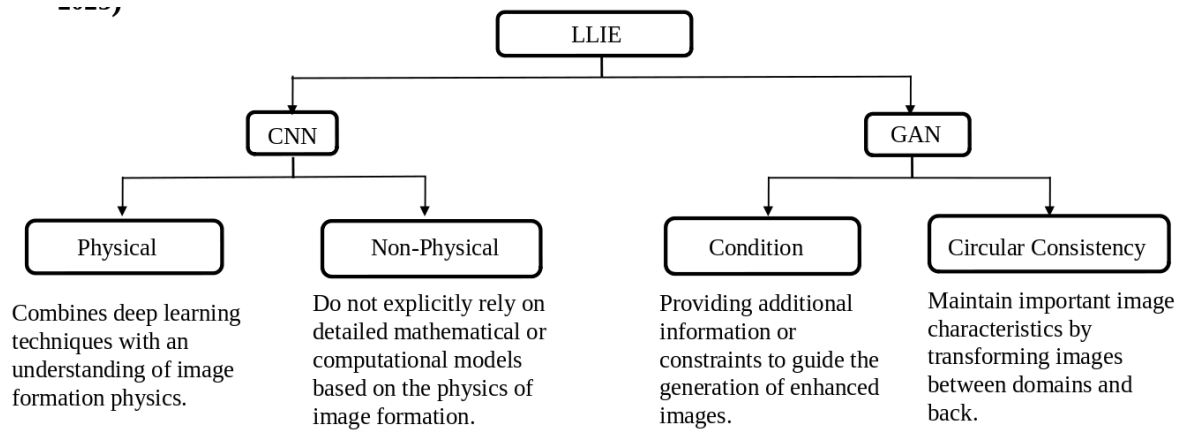 LLIE
CNN
GAN
Physical
Non-Physical
Condition
Circular Consistency
Combines deep learning
techniques with an
understanding of image
formation physics.
Do not explicitly rely on
detailed mathematical or
computational models
based on the physics of
image formation.
Providing additional
information or
constraints to guide the
generation of enhanced
images.
Maintain important image
characteristics by
transforming images
between domains and
back.